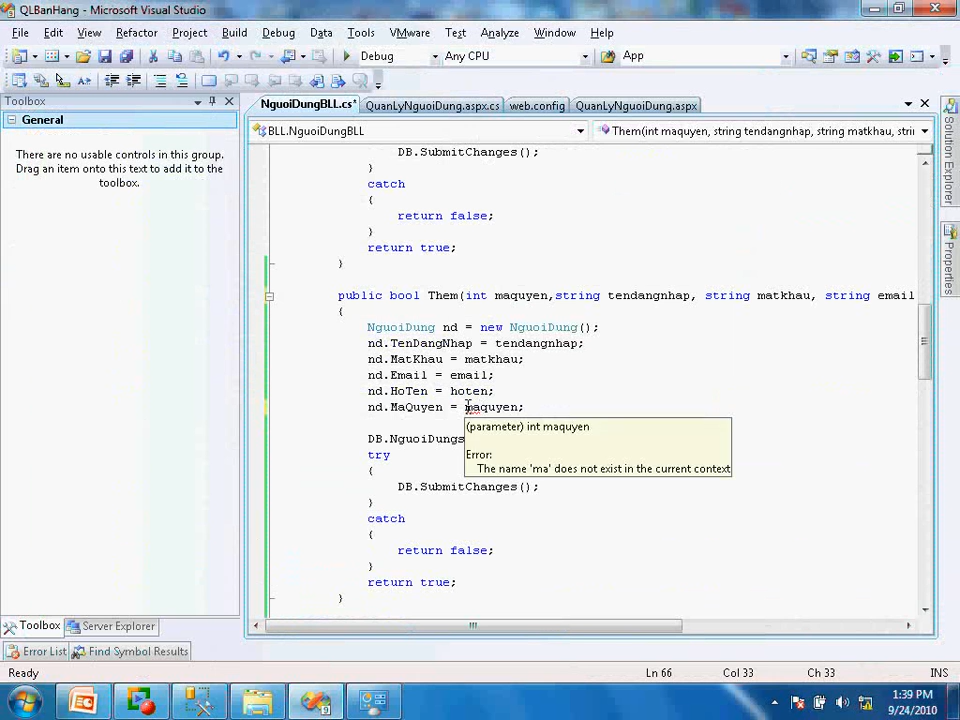 QLBanHang - Microsoft Visual Studio
File Edit View Refactor Project Build Debug Data Tools VMware Test Analyze Window Help
Debug Any CPU App
Toolbox
General
There are no usable controls in this group.
Drag an item onto this text to add it to the
toolbox.
Toolbox Server Explorer
NguoiDungBLL.cs* QuanLyNguoiDung.aspx.cs web.config QuanLyNguoiDung.aspx
BLL.NguoiDungBLL Them(int maquyen, string tendangnhap, string matkhau, strin
DB.SubmitChanges();
}
catch
{
return false;
}
return true;
}
public bool Them(int maquyen,string tendangnhap, string matkhau, string email
{
NguoiDung nd = new NguoiDung();
nd.TenDangNhap = tendangnhap;
nd.MatKhau = matkhau;
nd.Email = email;
nd.HoTen = hoten;
nd.MaQuyen = maquyen;
(parameter) int maquyen
Error:
The name 'ma' does not exist in the current context
DB.NguoiDungs
try
{
DB.SubmitChanges();
}
catch
{
return false;
}
return true;
}
Solution Explorer
Properties
Error List Find Symbol Results
Ready Ln 66 Col 33 Ch 33 INS
1:39 PM
9/24/2010